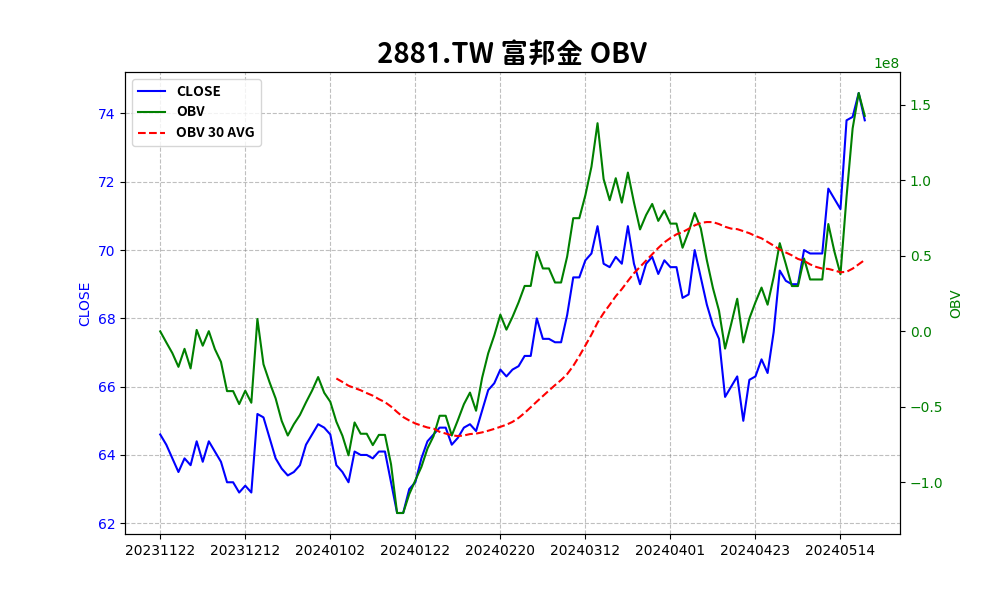 2881.TW 富邦金 OBV
1e8
CLOSE
OBV
OBV 30 AVG
74
72
70
68
66
64
62
CLOSE
1.5
1.0
0.5
0.0
−0.5
−1.0
OBV
20231122 20231212 20240102 20240122 20240220 20240312 20240401 20240423 20240514